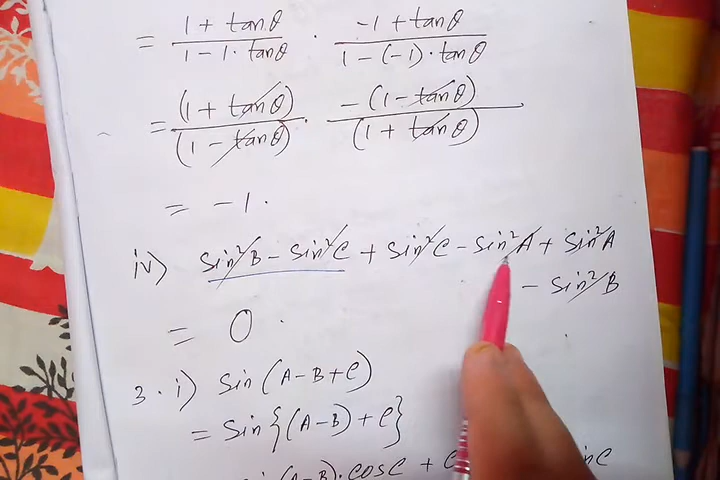 = (1 + tanθ)/(1 - 1 · tanθ) · (-1 + tanθ)/(1 - (-1) · tanθ)
= (1 + tanθ)/(1 - tanθ) · -(1 - tanθ)/(1 + tanθ)
= -1.
iv) sin²B - sin²C + sin²C - sin²A + sin²A
- sin²B
= 0.
3. i) sin(A-B+C)
= sin{(A-B)+C}
(A-B)·cosC +